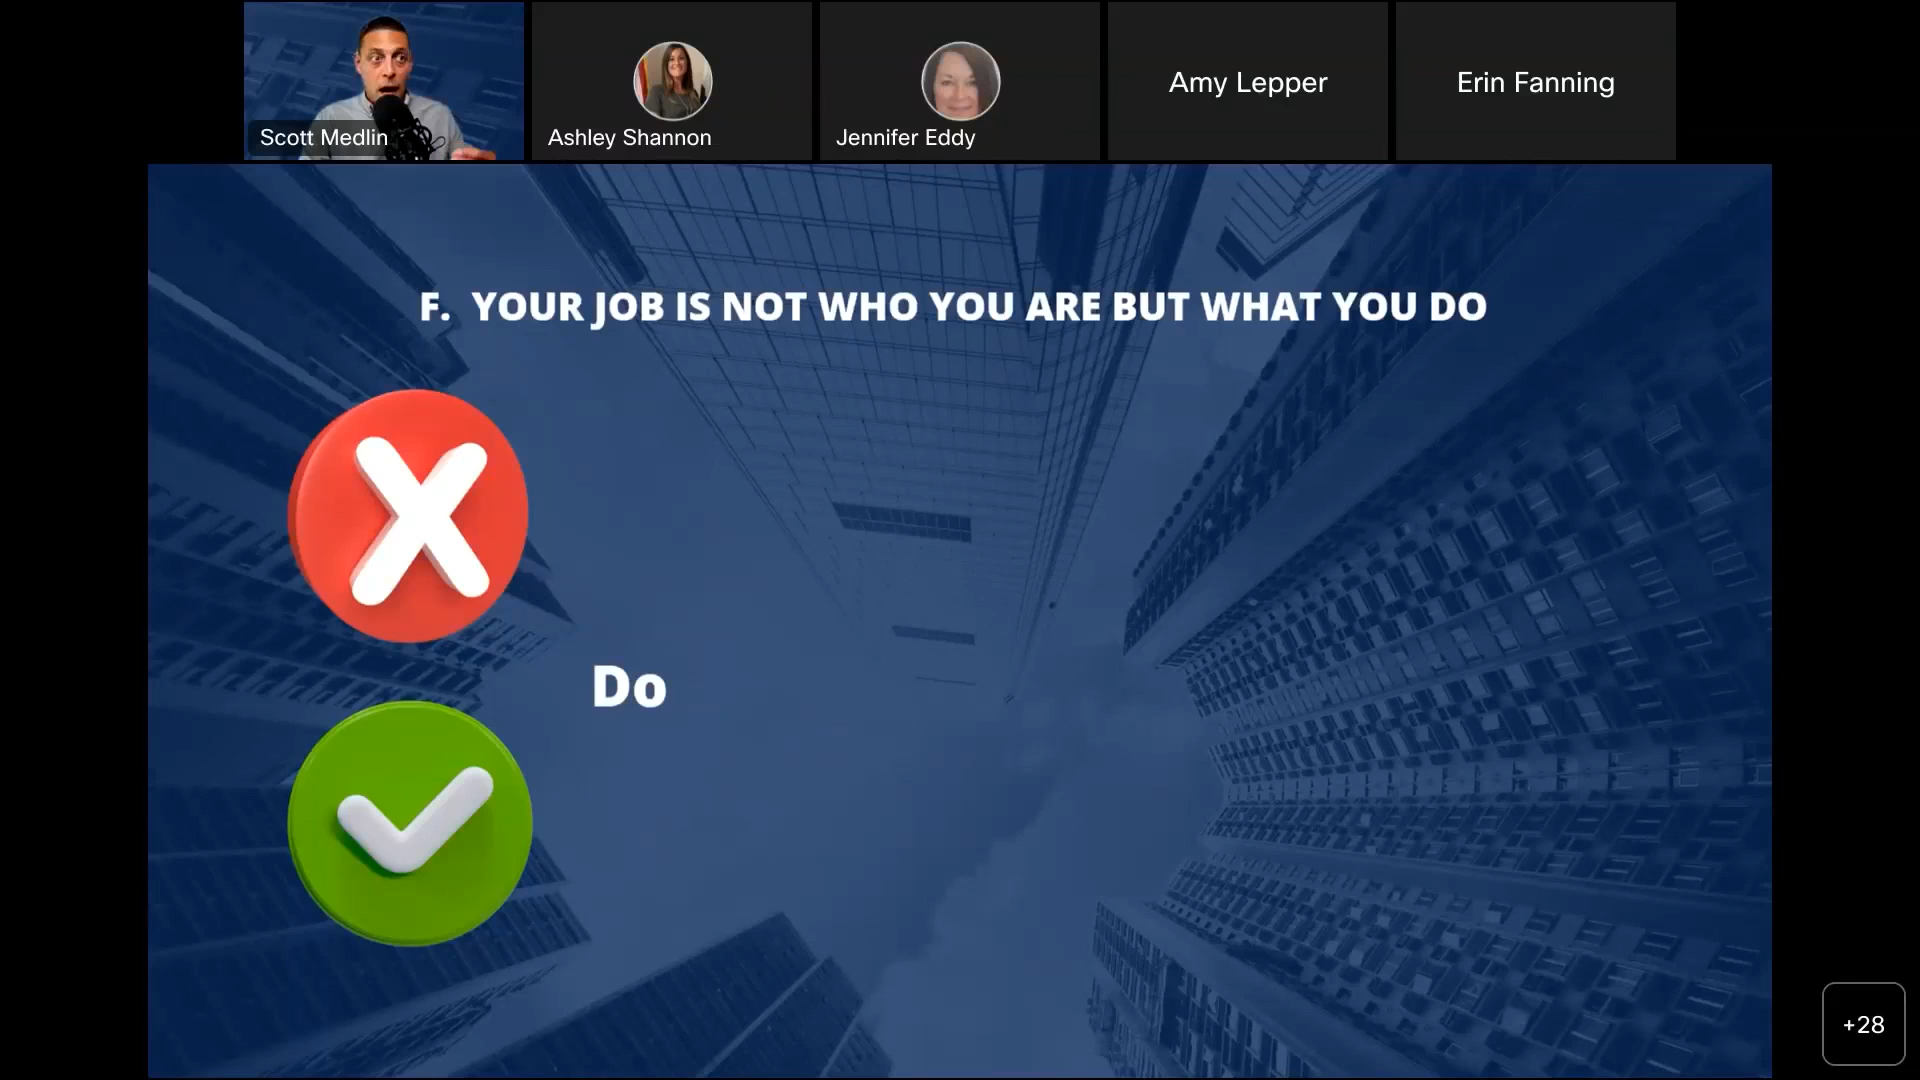 Scott Medlin
Ashley Shannon
Jennifer Eddy
Amy Lepper
Erin Fanning
F. YOUR JOB IS NOT WHO YOU ARE BUT WHAT YOU DO
Do
+28